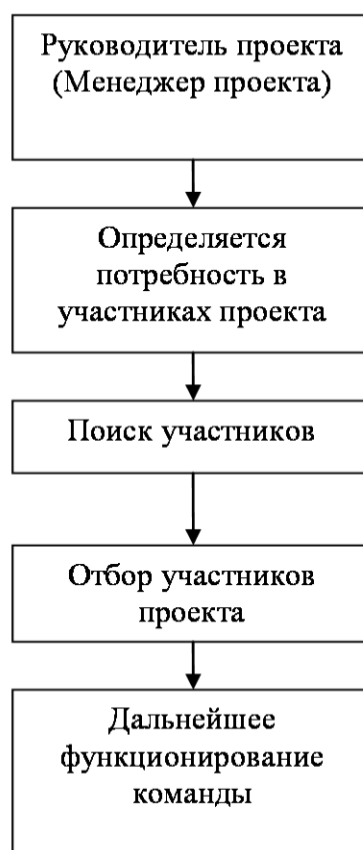 Руководитель проекта
(Менеджер проекта)
Определяется
потребность в
участниках проекта
Поиск участников
Отбор участников
проекта
Дальнейшее
функционирование
команды